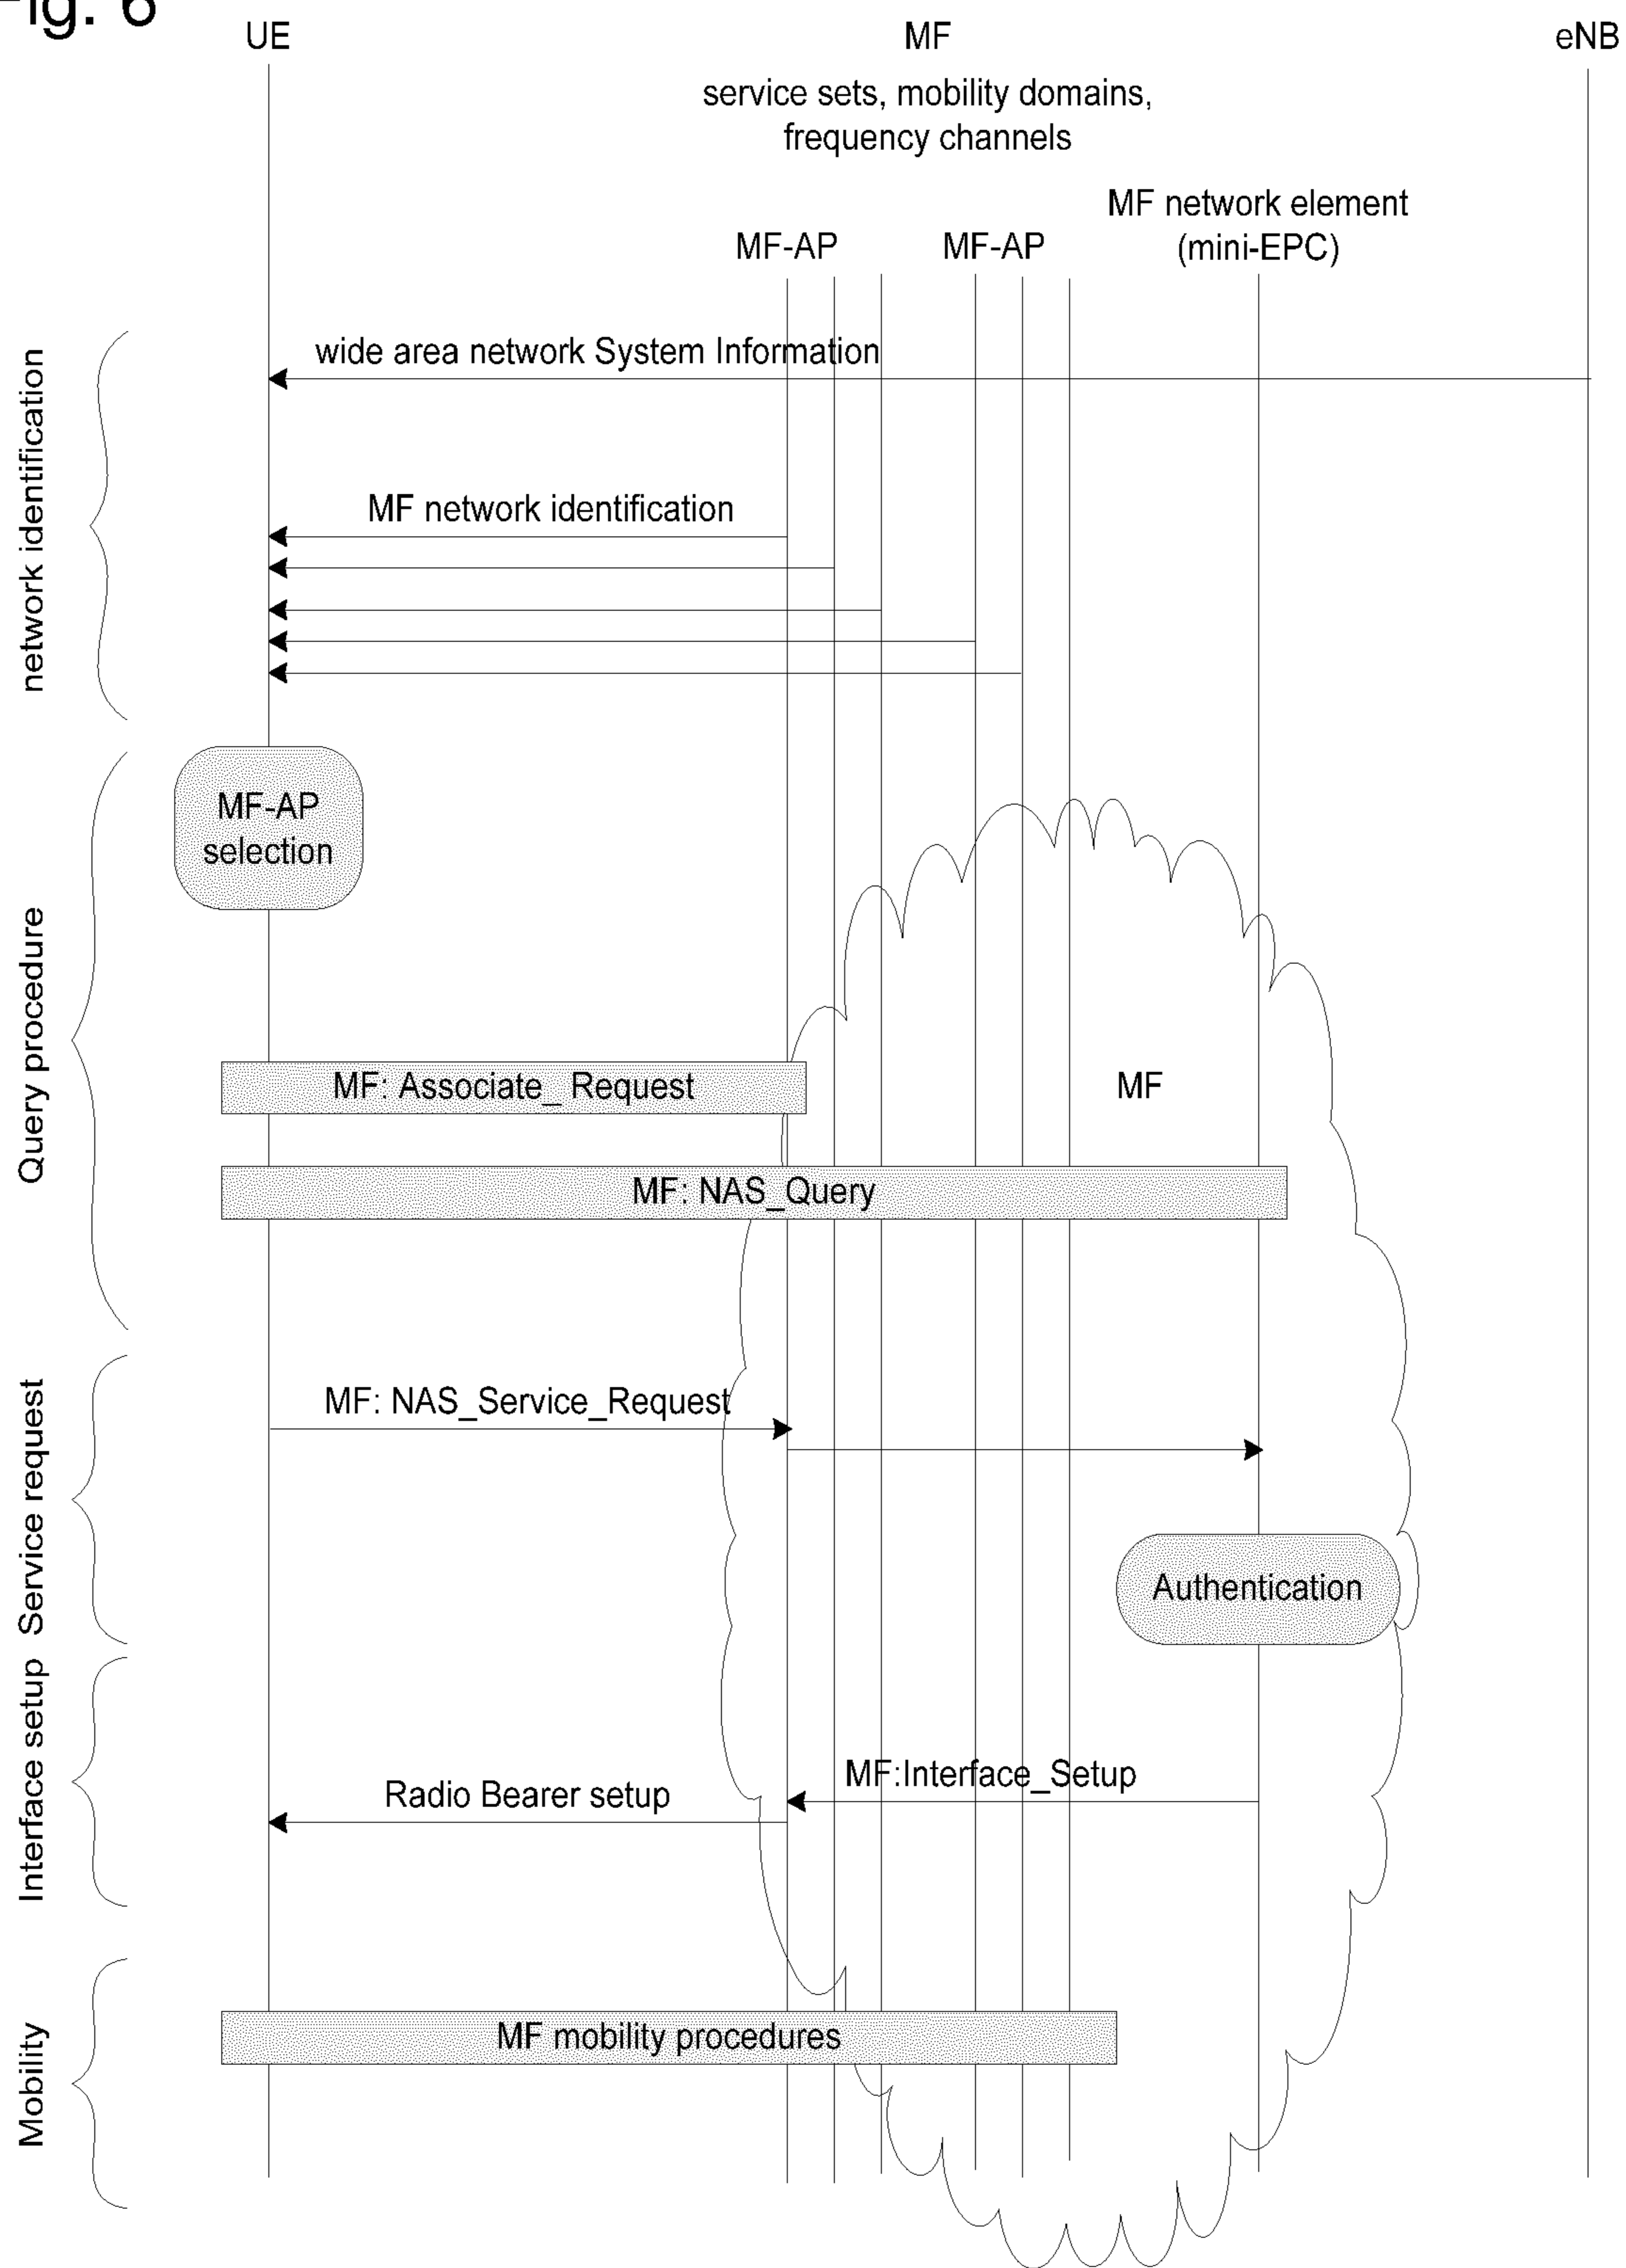 Fig. 6
UE
MF
eNB
service sets, mobility domains,
frequency channels
MF network element
(mini-EPC)
MF-AP
MF-AP
network identification
wide area network System Information
MF network identification
Query procedure
MF-AP
selection
MF: Associate_ Request
MF
MF: NAS_Query
Service request
MF: NAS_Service_Request
Authentication
Interface setup
MF:Interface_Setup
Radio Bearer setup
Mobility
MF mobility procedures